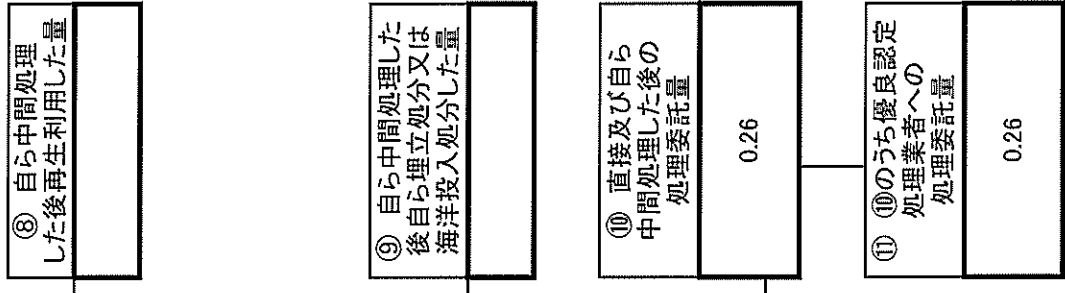 ⑧ 自ら中間処理
した後再生利用した量
⑨ 自ら中間処理した
後自ら埋立処分又は
海洋投入処分した量
⑩ 直接及び自ら
中間処理した後の
処理委託量
0.26
⑪ ⑩のうち優良認定
処理業者への
処理委託量
0.26